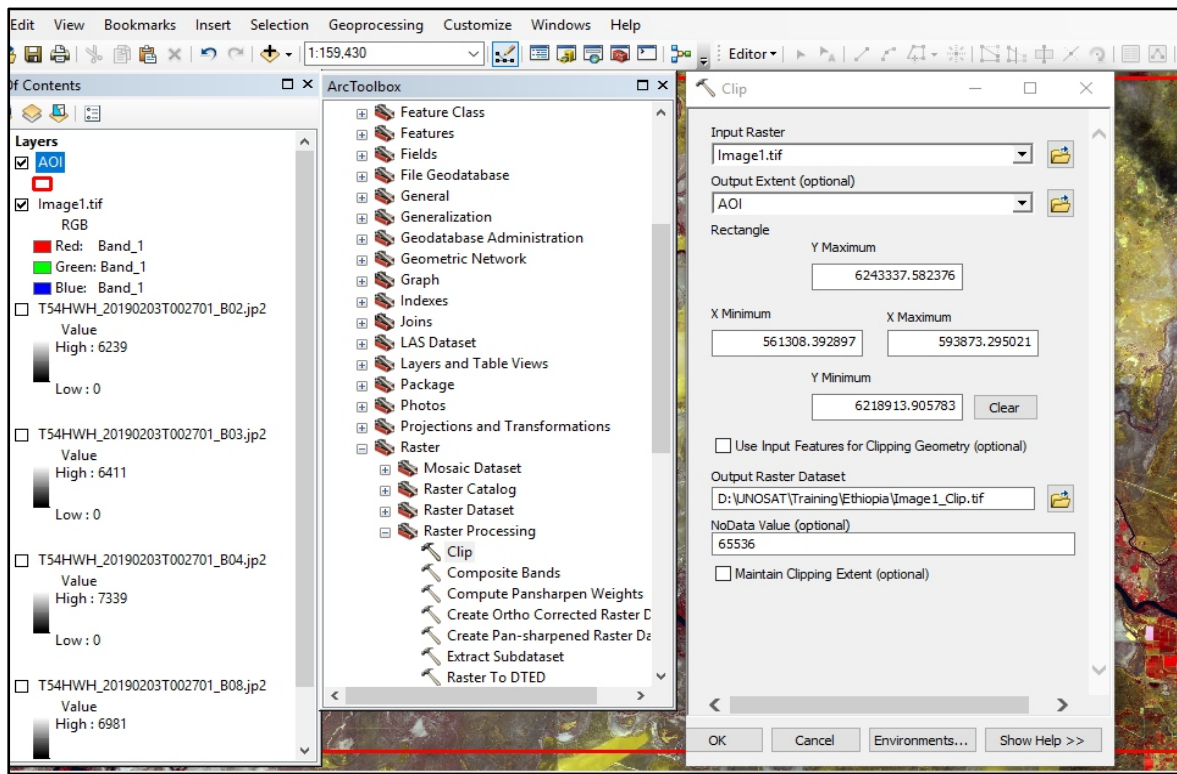 Edit View Bookmarks Insert Selection Geoprocessing Customize Windows Help
1:159,430 Editor
Of Contents
Layers
AOI
Image1.tif
RGB
Red: Band_1
Green: Band_1
Blue: Band_1
T54HWH_20190203T002701_B02.jp2
Value
High : 6239
Low : 0
T54HWH_20190203T002701_B03.jp2
Value
High : 6411
Low : 0
T54HWH_20190203T002701_B04.jp2
Value
High : 7339
Low : 0
T54HWH_20190203T002701_B08.jp2
Value
High : 6981
ArcToolbox
Feature Class
Features
Fields
File Geodatabase
General
Generalization
Geodatabase Administration
Geometric Network
Graph
Indexes
Joins
LAS Dataset
Layers and Table Views
Package
Photos
Projections and Transformations
Raster
Mosaic Dataset
Raster Catalog
Raster Dataset
Raster Processing
Clip
Composite Bands
Compute Pansharpen Weights
Create Ortho Corrected Raster D
Create Pan-sharpened Raster Da
Extract Subdataset
Raster To DTED
Clip
Input Raster
Image1.tif
Output Extent (optional)
AOI
Rectangle
Y Maximum
6243337.582376
X Minimum X Maximum
561308.392897 593873.295021
Y Minimum
6218913.905783 Clear
Use Input Features for Clipping Geometry (optional)
Output Raster Dataset
D:\UNOSAT\Training\Ethiopia\Image1_Clip.tif
NoData Value (optional)
65536
Maintain Clipping Extent (optional)
OK Cancel Environments... Show Help >>